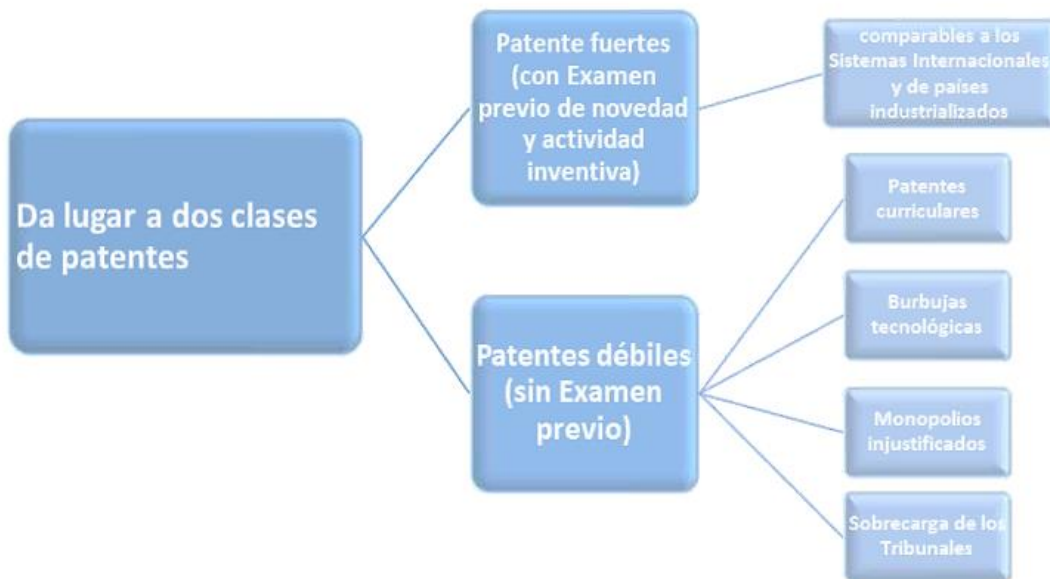 Da lugar a dos clases
de patentes
Patente fuertes
(con Examen
previo de novedad
y actividad
inventiva)
comparables a los
Sistemas Internacionales
y de países
industrializados
Patentes débiles
(sin Examen
previo)
Patentes
curriculares
Burbujas
tecnológicas
Monopolios
injustificados
Sobrecarga de los
Tribunales